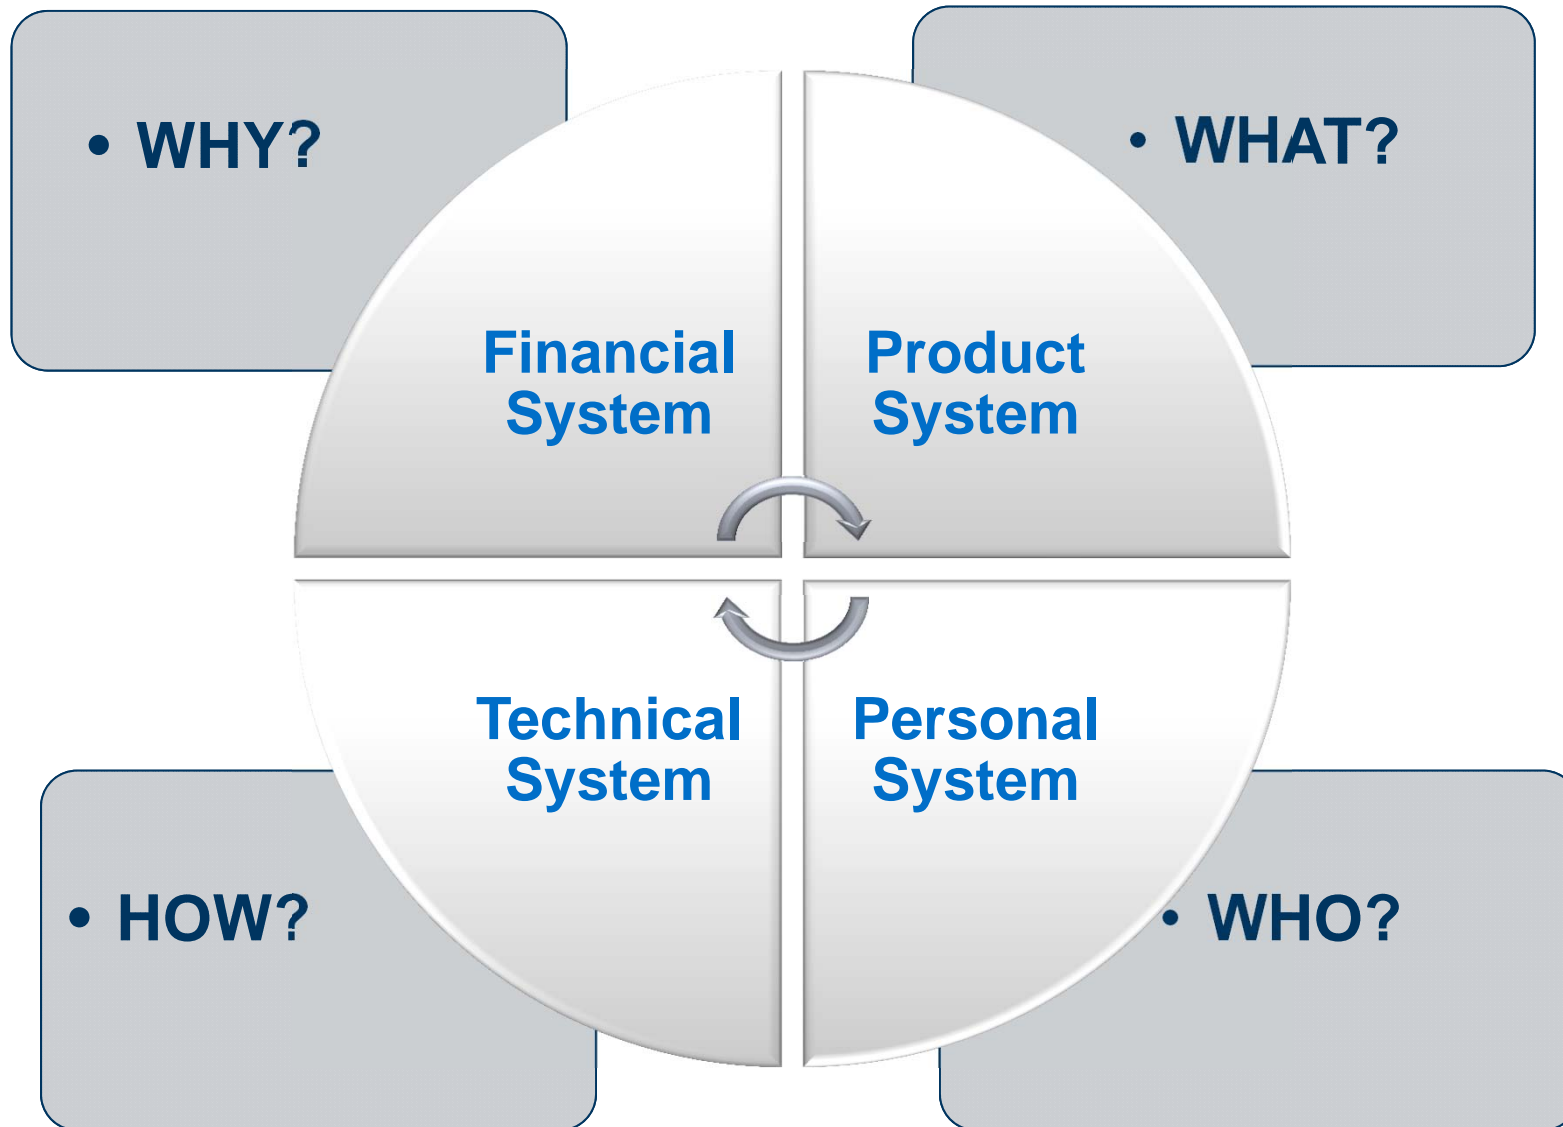 • WHY?
• WHAT?
Financial
System
Product
System
Technical
System
Personal
System
• HOW?
• WHO?